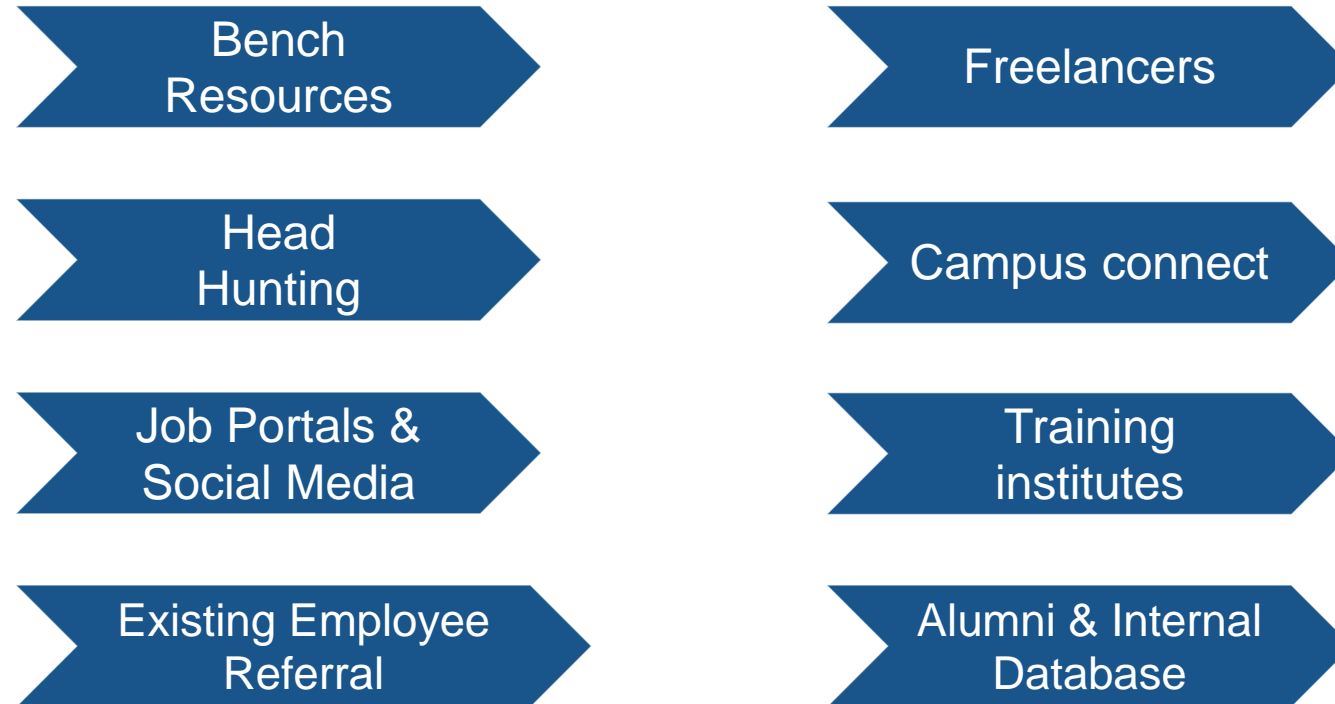 Bench
Resources
Freelancers
Head
Hunting
Campus connect
Job Portals &
Social Media
Training
institutes
Existing Employee
Referral
Alumni & Internal
Database